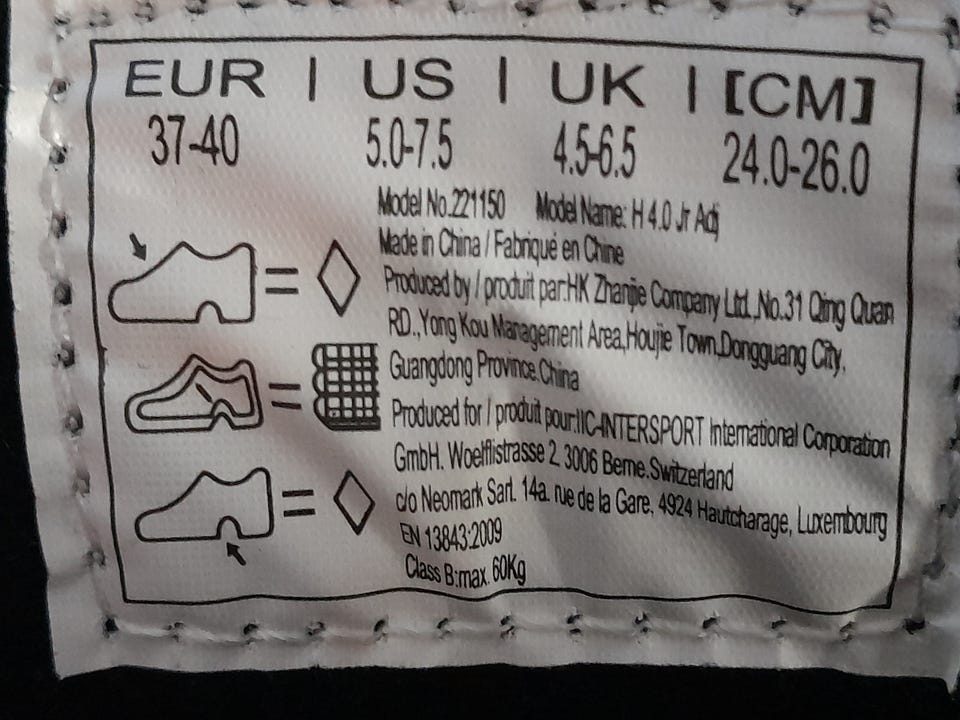 EUR | US | UK | [CM]
37-40 5.0-7.5 4.5-6.5 24.0-26.0
Model No.221150 Model Name: H 4.0 Jr Adj
Made in China / Fabriqué en Chine
Produced by / produit par:HK Zhanjie Company Ltd.,No.31 Qing Quan
RD.,Yong Kou Management Area,Houjie Town,Dongguang City,
Guangdong Province.China
Produced for / produit pour:IIC-INTERSPORT International Corporation
GmbH. Woelflistrasse 2, 3006 Berne.Switzerland
c/o Neomark Sarl. 14a. rue de la Gare, 4924 Hautcharage, Luxembourg
EN 13843:2009
Class B:max. 60Kg